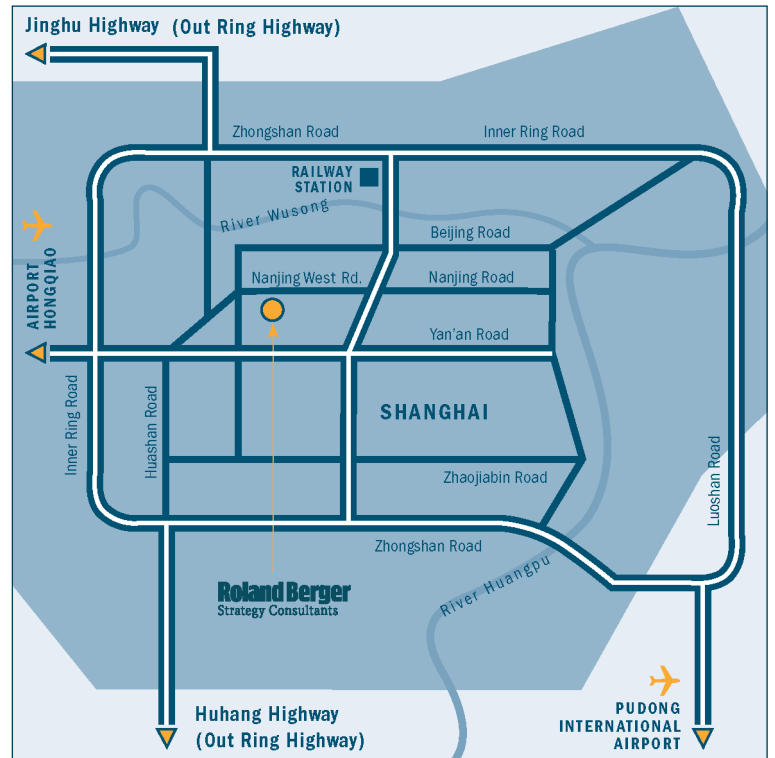 Jinghu Highway (Out Ring Highway)
Zhongshan Road
Inner Ring Road
RAILWAY
STATION
River Wusong
Beijing Road
AIRPORT
HONGQIAO
Nanjing West Rd.
Nanjing Road
Yan'an Road
Inner Ring Road
Huashan Road
SHANGHAI
Zhaojiabin Road
Luoshan Road
Zhongshan Road
River Huangpu
Roland Berger
Strategy Consultants
Huhang Highway
(Out Ring Highway)
PUDONG
INTERNATIONAL
AIRPORT